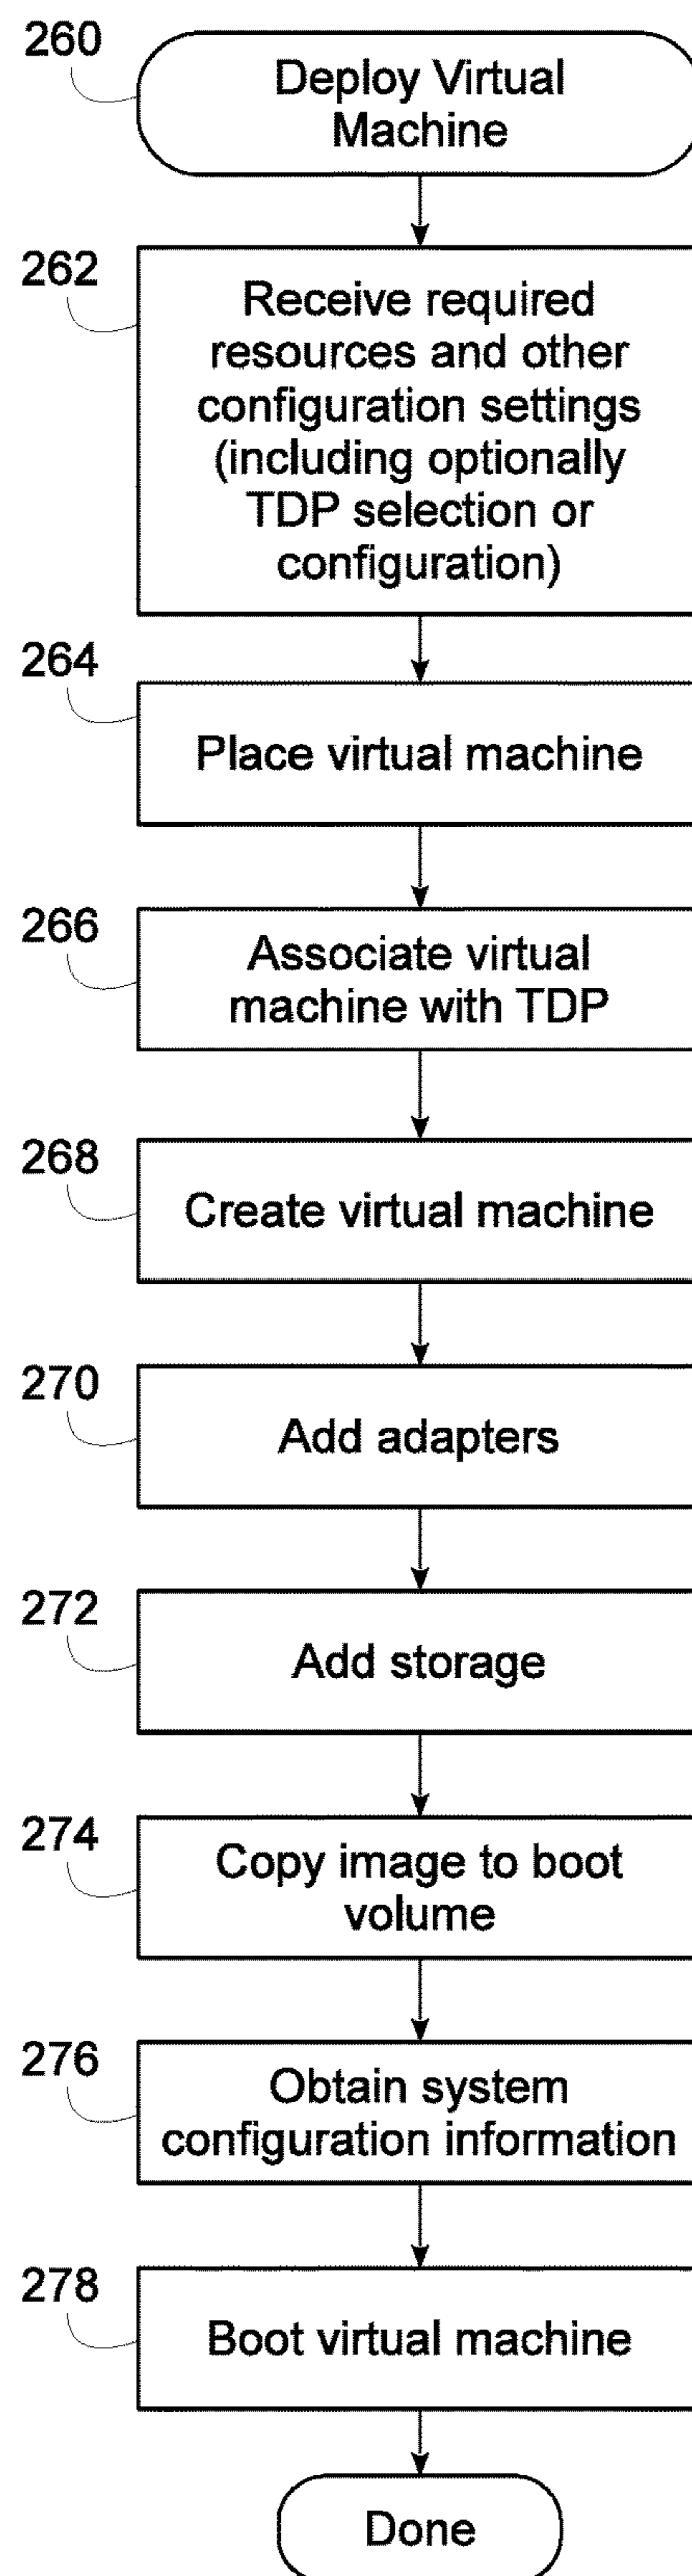 260
Deploy Virtual
Machine
262
Receive required
resources and other
configuration settings
(including optionally
TDP selection or
configuration)
264
Place virtual machine
266
Associate virtual
machine with TDP
268
Create virtual machine
270
Add adapters
272
Add storage
274
Copy image to boot
volume
276
Obtain system
configuration information
278
Boot virtual machine
Done